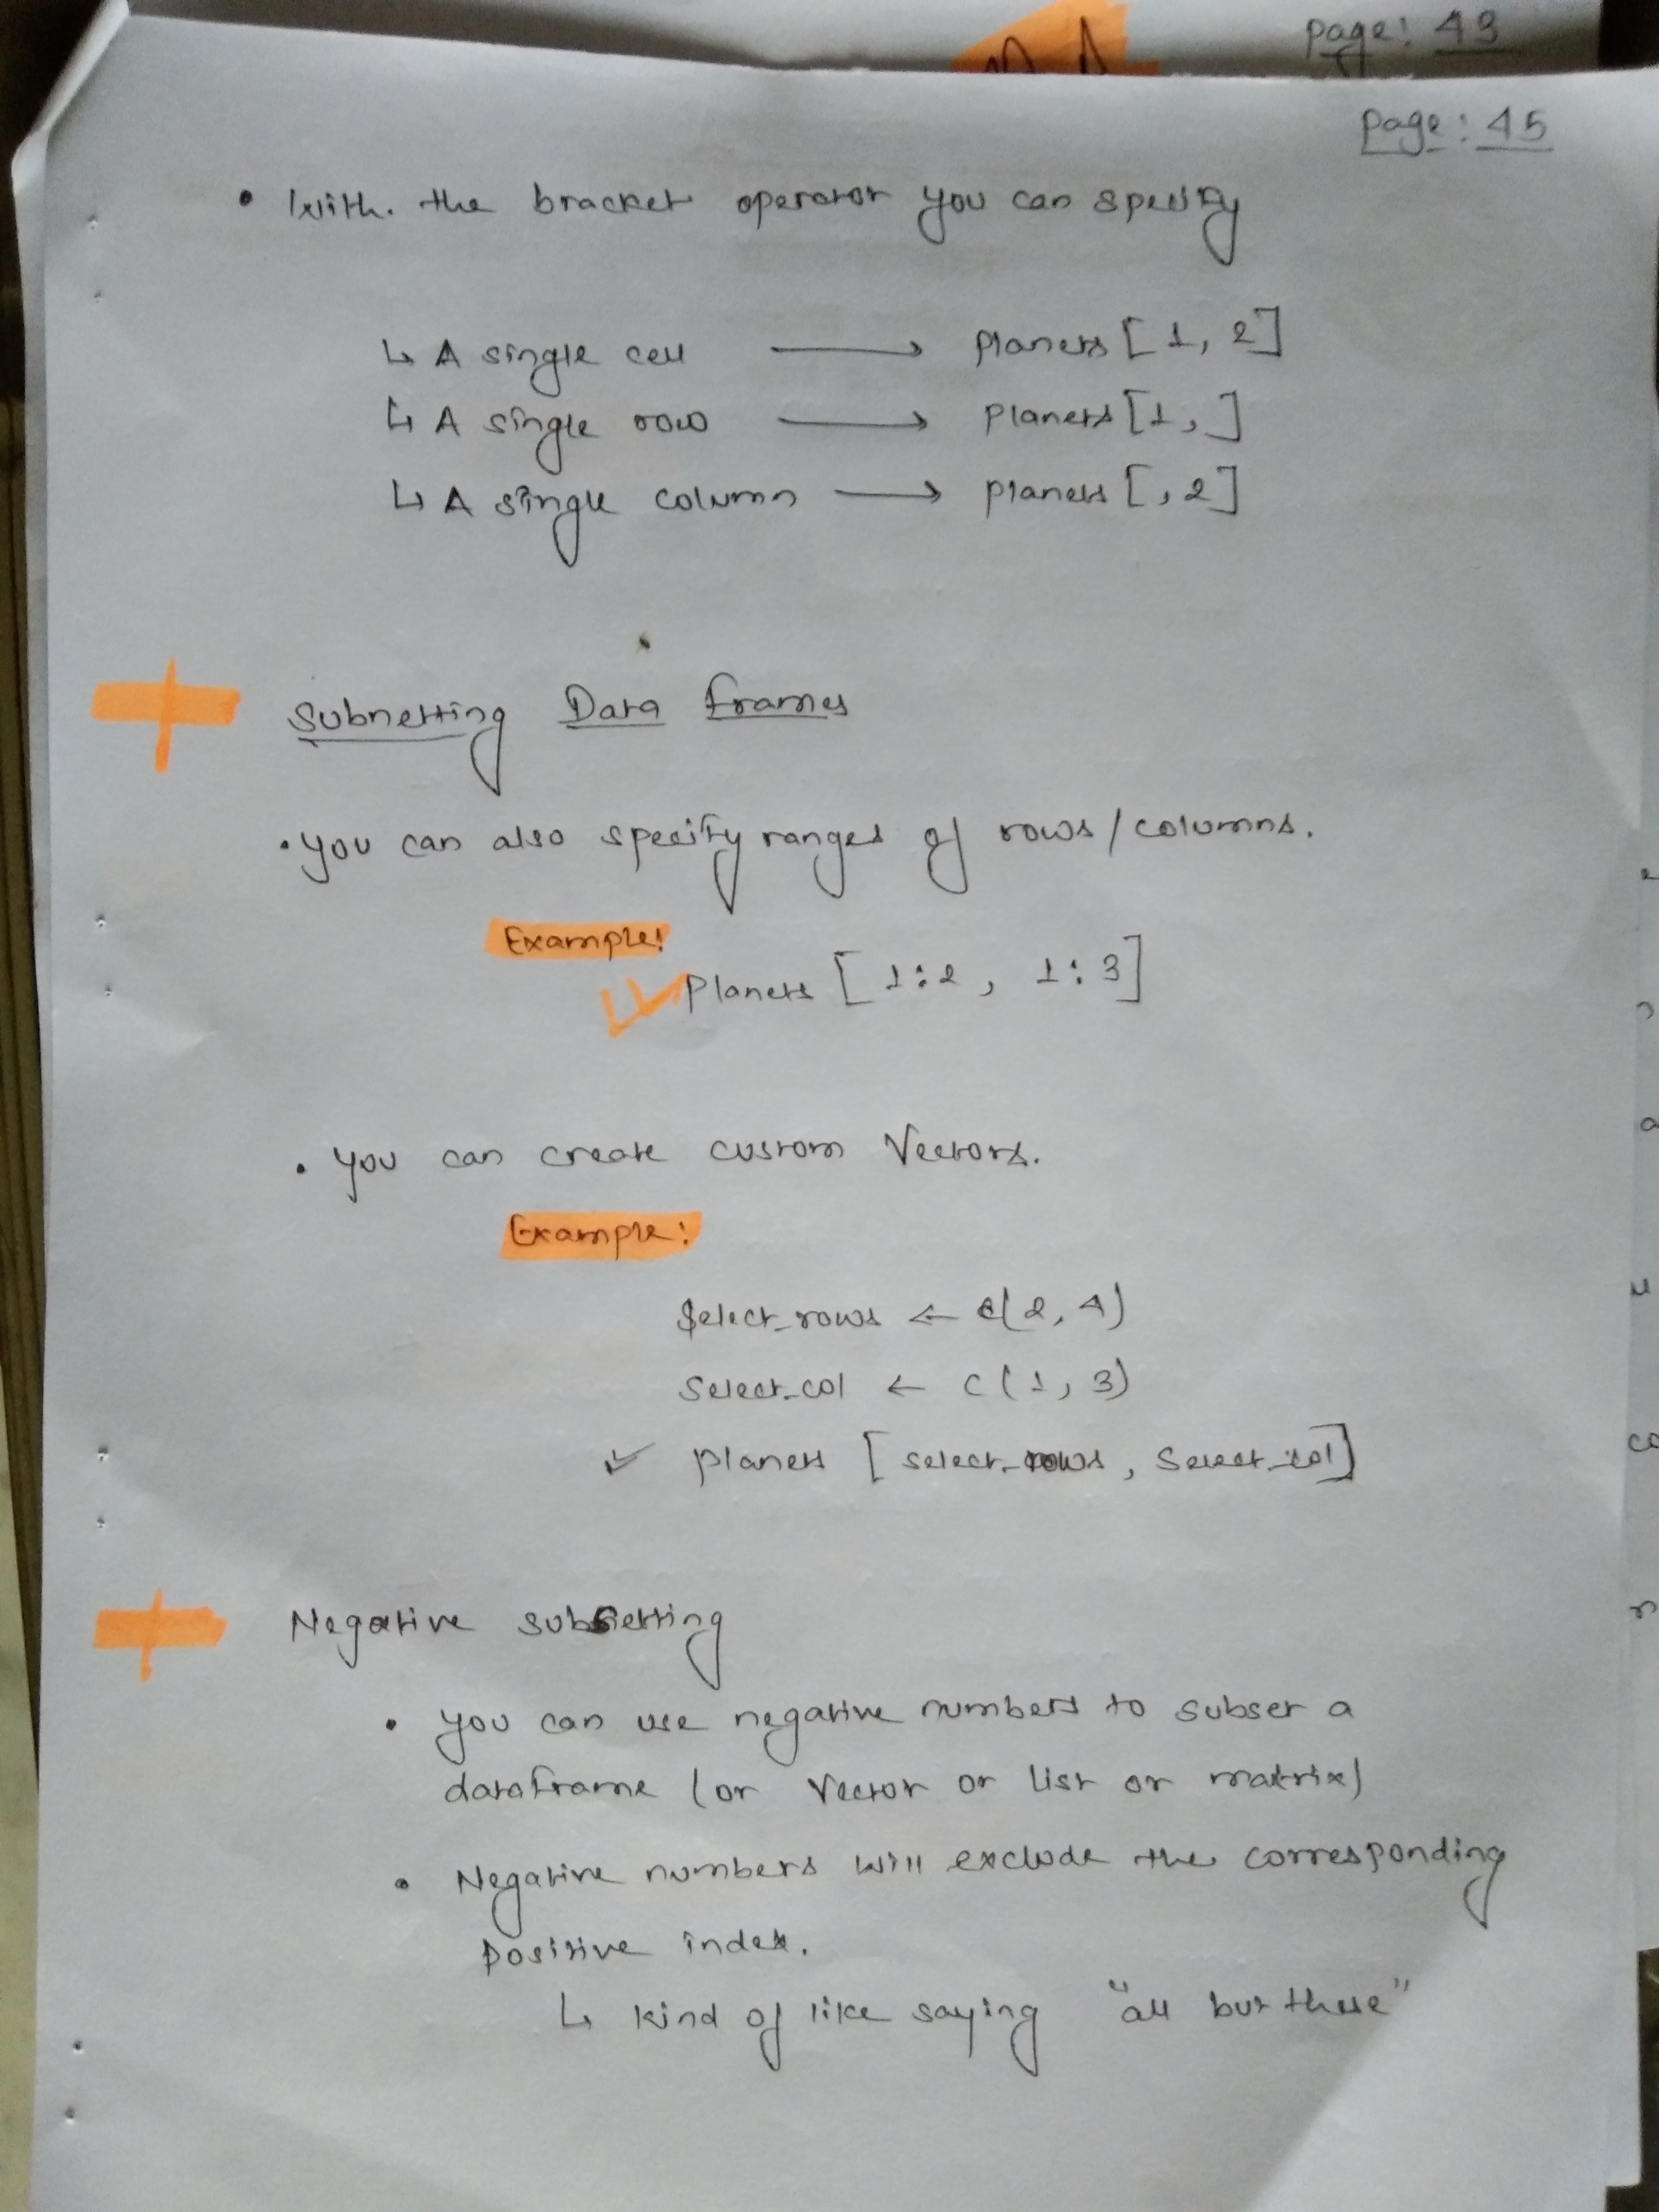 page: 43
page: 45
• With. the bracket operator you can specify
↳ A single cell ⟶ planets [1, 2]
↳ A single row ⟶ planets [1, ]
↳ A single column ⟶ planets [, 2]
Subnetting Data Frames
• you can also specify ranges of rows/columns.
Example:
Planets [1:2, 1:3]
• you can create custom Vectors.
Example:
Select_rows ← c(2, 4)
Select_col ← c(1, 3)
planets [select_rows, Select_col]
Negative subsetting
• you can use negative numbers to subset a
dataframe (or vector or list or matrix)
• Negative numbers will exclude the corresponding
positive index.
↳ kind of like saying "all but these"